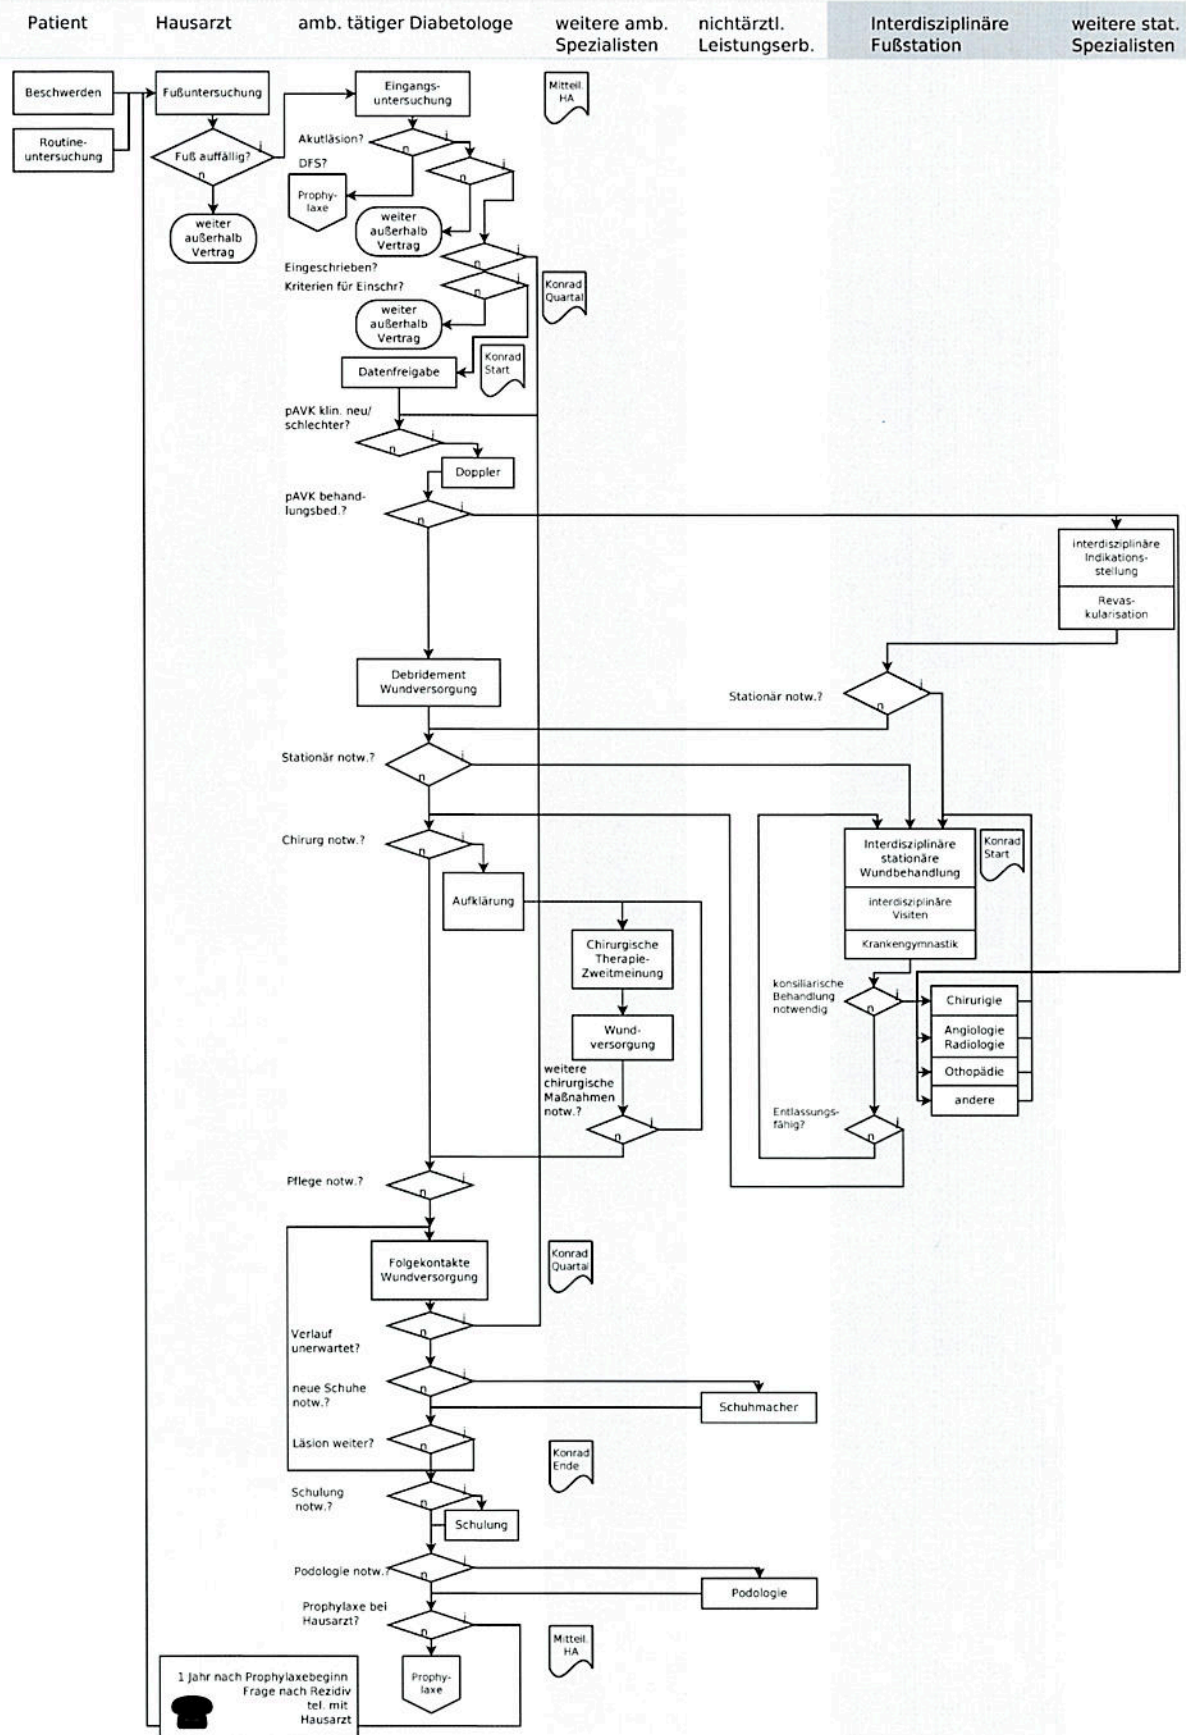 Patient
Hausarzt
amb. tätiger Diabetologe
weitere amb.
Spezialisten
nichtärztl.
Leistungserb.
Interdisziplinäre
Fußstation
weitere stat.
Spezialisten
Beschwerden
Routine-
untersuchung
Fußuntersuchung
Fuß auffällig?
j
n
weiter
außerhalb
Vertrag
Eingangs-
untersuchung
Mitteil.
HA
Akutläsion?
j
n
DFS?
j
n
Prophy-
laxe
weiter
außerhalb
Vertrag
Eingeschrieben?
j
n
Kriterien für Einschr?
j
n
Konrad
Quartal
weiter
außerhalb
Vertrag
Konrad
Start
Datenfreigabe
pAVK klin. neu/
schlechter?
j
n
Doppler
pAVK behand-
lungsbed.?
j
n
interdisziplinäre
Indikations-
stellung
Revas-
kularisation
Debridement
Wundversorgung
Stationär notw.?
j
n
Stationär notw.?
j
n
Chirurg notw.?
j
n
Aufklärung
Chirurgische
Therapie-
Zweitmeinung
Wund-
versorgung
weitere
chirurgische
Maßnahmen
notw.?
j
n
Interdisziplinäre
stationäre
Wundbehandlung
interdisziplinäre
Visiten
Krankengymnastik
Konrad
Start
konsiliarische
Behandlung
notwendig
j
n
Chirurigie
Angiologie
Radiologie
Othopädie
andere
Entlassungs-
fähig?
j
n
Pflege notw.?
j
n
Folgekontakte
Wundversorgung
Konrad
Quartal
Verlauf
unerwartet?
j
n
neue Schuhe
notw.?
j
n
Schuhmacher
Läsion weiter?
j
n
Konrad
Ende
Schulung
notw.?
j
n
Schulung
Podologie notw.?
j
n
Podologie
Prophylaxe bei
Hausarzt?
j
n
Mitteil.
HA
Prophy-
laxe
1 Jahr nach Prophylaxebeginn
Frage nach Rezidiv
tel. mit
Hausarzt